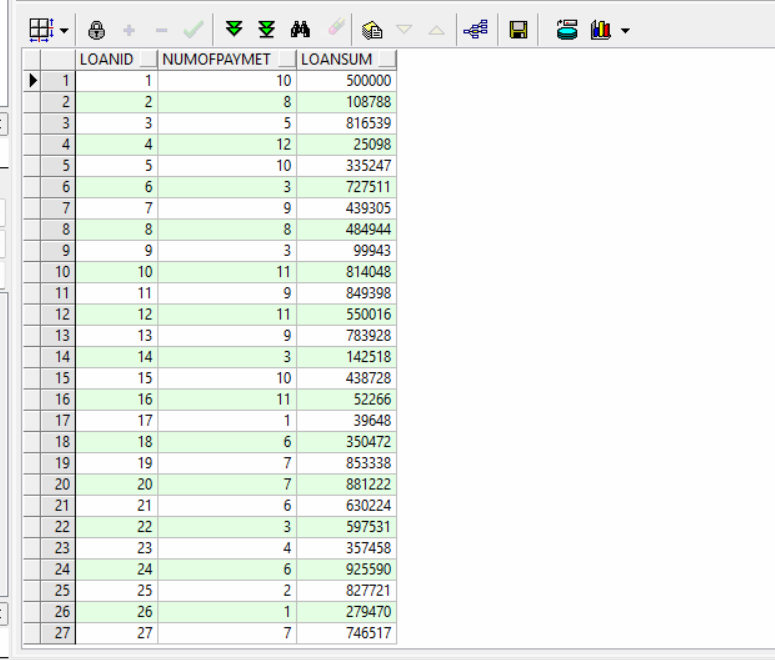 LOANID NUMOFPAYMET LOANSUM
1 1 10 500000
2 2 8 108788
3 3 5 816539
4 4 12 25098
5 5 10 335247
6 6 3 727511
7 7 9 439305
8 8 8 484944
9 9 3 99943
10 10 11 814048
11 11 9 849398
12 12 11 550016
13 13 9 783928
14 14 3 142518
15 15 10 438728
16 16 11 52266
17 17 1 39648
18 18 6 350472
19 19 7 853338
20 20 7 881222
21 21 6 630224
22 22 3 597531
23 23 4 357458
24 24 6 925590
25 25 2 827721
26 26 1 279470
27 27 7 746517